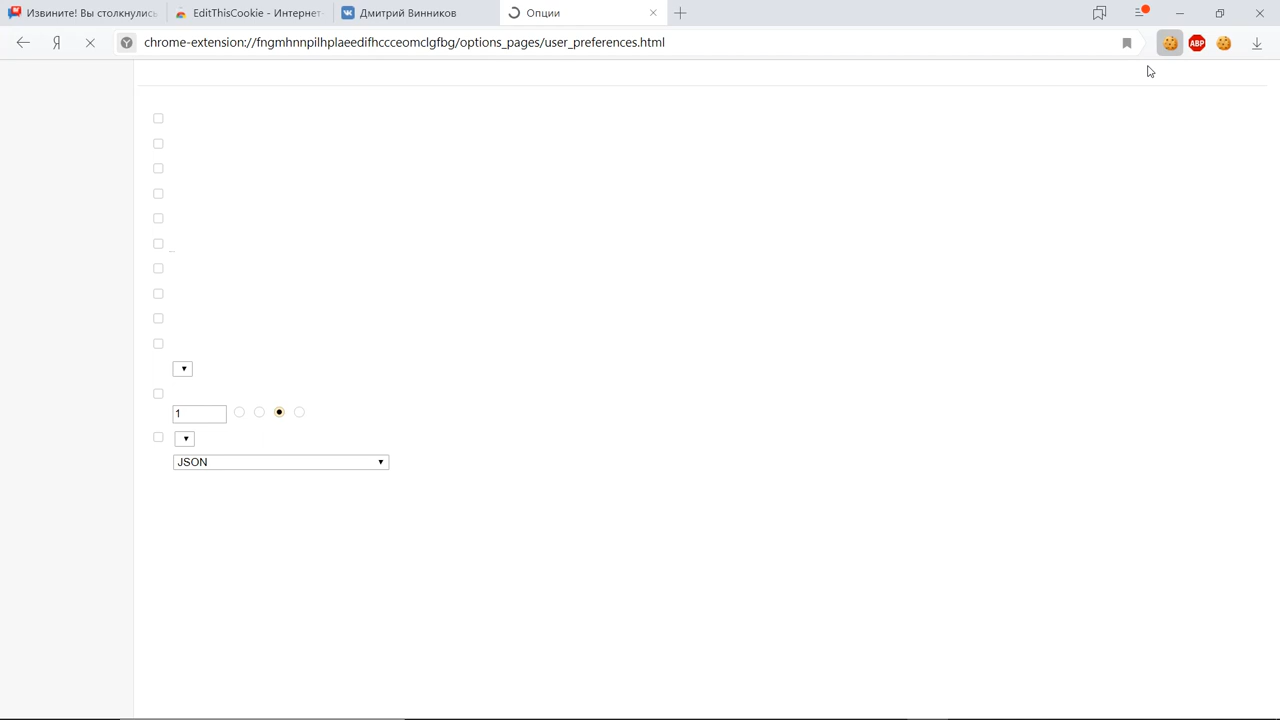 Извините! Вы столкнулись
EditThisCookie - Интернет-
Дмитрий Винников
Опции
Я
chrome-extension://fngmhnnpilhplaeedifhccceomclgfbg/options_pages/user_preferences.html
ABP
1
JSON